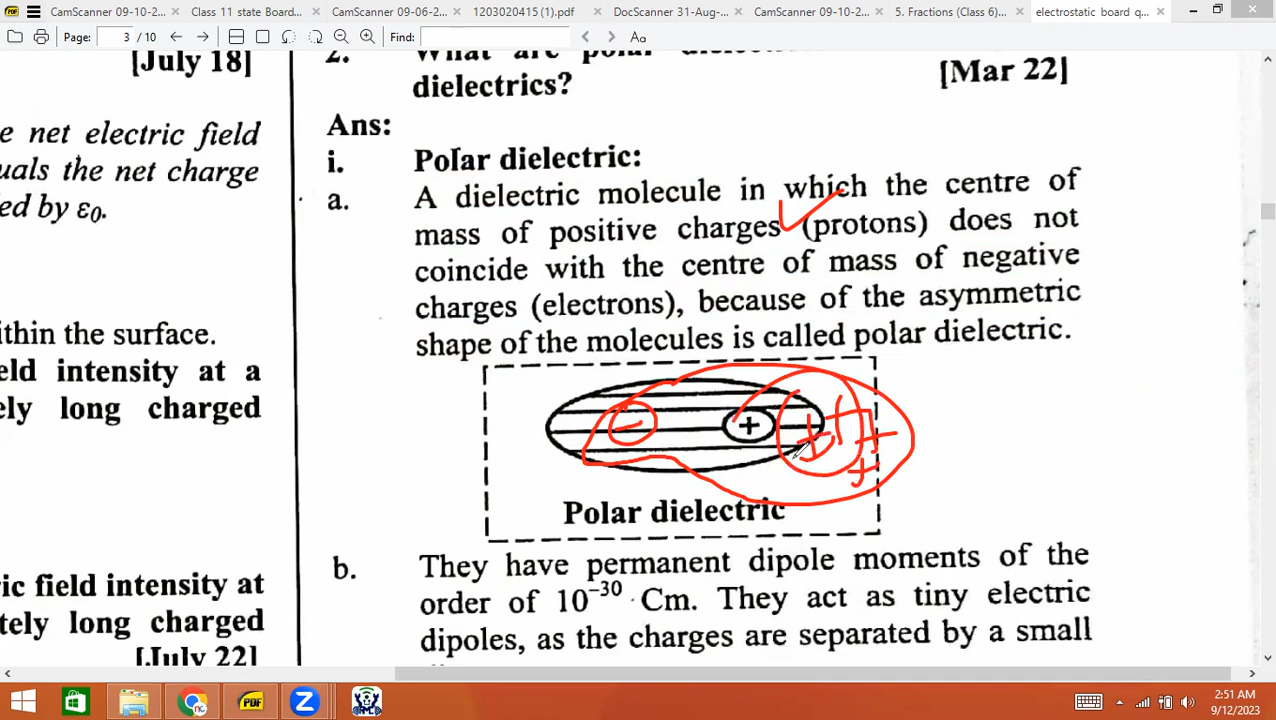 CamScanner 09-10-2... × Class 11 state Board... × CamScanner 09-06-2... × 1203020415 (1).pdf × DocScanner 31-Aug-... × CamScanner 09-10-2... × 5. Fractions (Class 6)... × electrostatic board q... ×
Page: 3 / 10 Find:
[July 18]
e net electric field
uals the net charge
ed by ε0.
ithin the surface.
eld intensity at a
ely long charged
ric field intensity at
tely long charged
[July 22]
2. What are polar
dielectrics?
[Mar 22]
Ans:
i. Polar dielectric:
a. A dielectric molecule in which the centre of
mass of positive charges (protons) does not
coincide with the centre of mass of negative
charges (electrons), because of the asymmetric
shape of the molecules is called polar dielectric.
− + + + + +
Polar dielectric
b. They have permanent dipole moments of the
order of 10⁻³⁰ Cm. They act as tiny electric
dipoles, as the charges are separated by a small
PDF
2:51 AM
9/12/2023